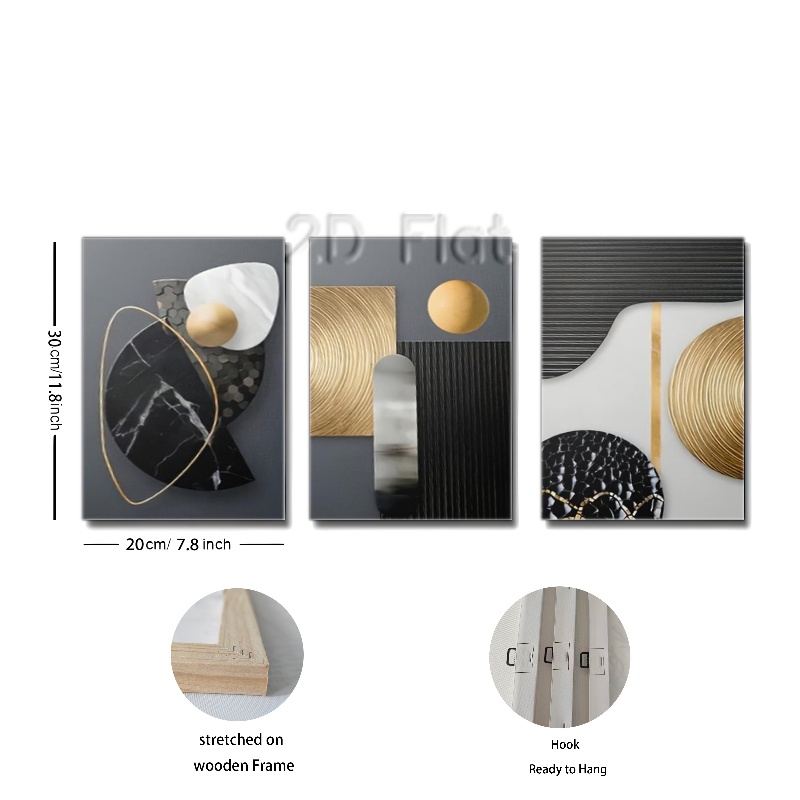 2D Flat
30cm/11.8inch
20cm/ 7.8 inch
stretched on
wooden Frame
Hook
Ready to Hang